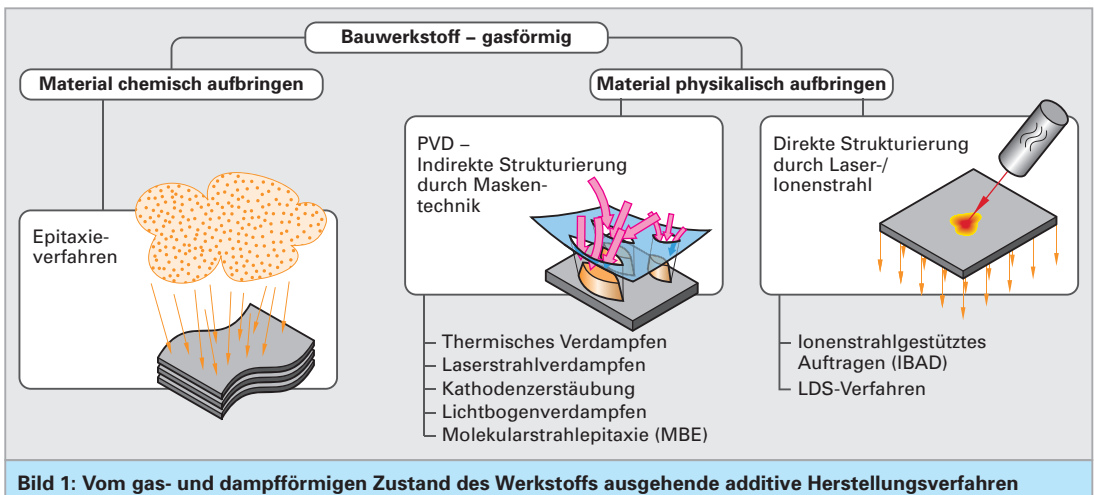 Bauwerkstoff – gasförmig
Material chemisch aufbringen
Material physikalisch aufbringen
Epitaxie-
verfahren
PVD –
Indirekte Strukturierung
durch Masken-
technik
Thermisches Verdampfen
Laserstrahlverdampfen
Kathodenzerstäubung
Lichtbogenverdampfen
Molekularstrahlepitaxie (MBE)
Direkte Strukturierung
durch Laser-/
Ionenstrahl
Ionenstrahlgestütztes
Auftragen (IBAD)
LDS-Verfahren
Bild 1: Vom gas- und dampfförmigen Zustand des Werkstoffs ausgehende additive Herstellungsverfahren